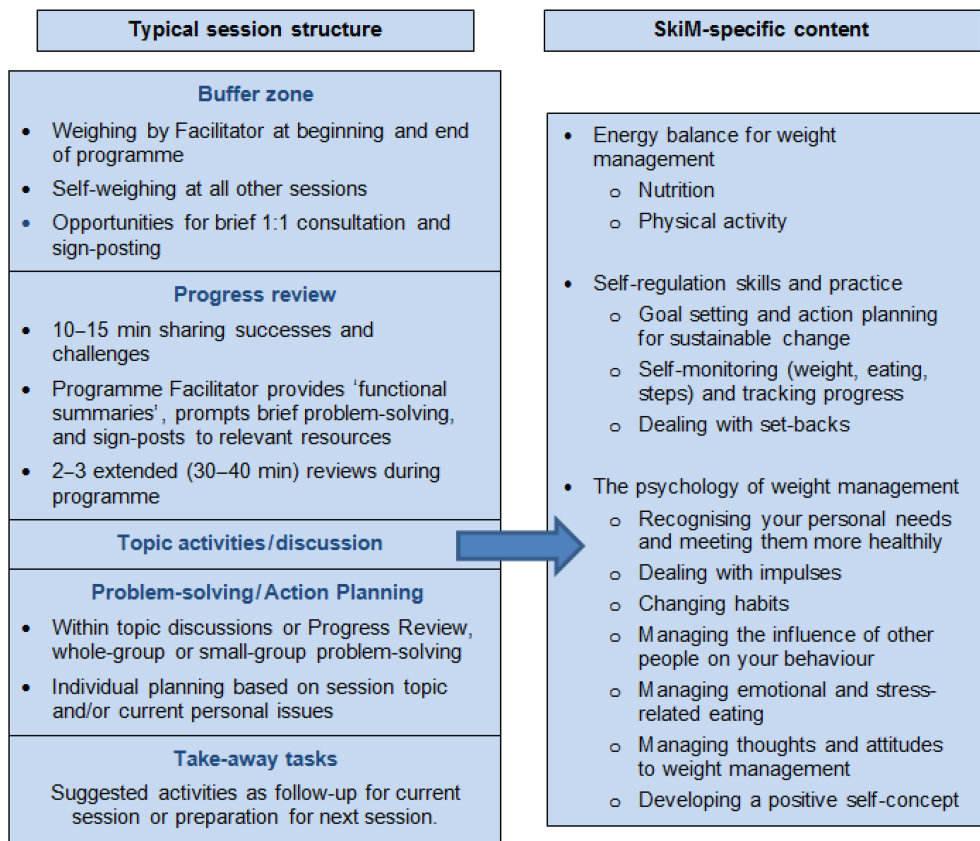 Typical session structure
Buffer zone
• Weighing by Facilitator at beginning and end
of programme
• Self-weighing at all other sessions
• Opportunities for brief 1:1 consultation and
sign-posting
Progress review
• 10–15 min sharing successes and
challenges
• Programme Facilitator provides ‘functional
summaries’, prompts brief problem-solving,
and sign-posts to relevant resources
• 2–3 extended (30–40 min) reviews during
programme
Topic activities/discussion
Problem-solving/Action Planning
• Within topic discussions or Progress Review,
whole-group or small-group problem-solving
• Individual planning based on session topic
and/or current personal issues
Take-away tasks
Suggested activities as follow-up for current
session or preparation for next session.
SkiM-specific content
• Energy balance for weight
management
o Nutrition
o Physical activity
• Self-regulation skills and practice
o Goal setting and action planning
for sustainable change
o Self-monitoring (weight, eating,
steps) and tracking progress
o Dealing with set-backs
• The psychology of weight management
o Recognising your personal needs
and meeting them more healthily
o Dealing with impulses
o Changing habits
o Managing the influence of other
people on your behaviour
o Managing emotional and stress-
related eating
o Managing thoughts and attitudes
to weight management
o Developing a positive self-concept